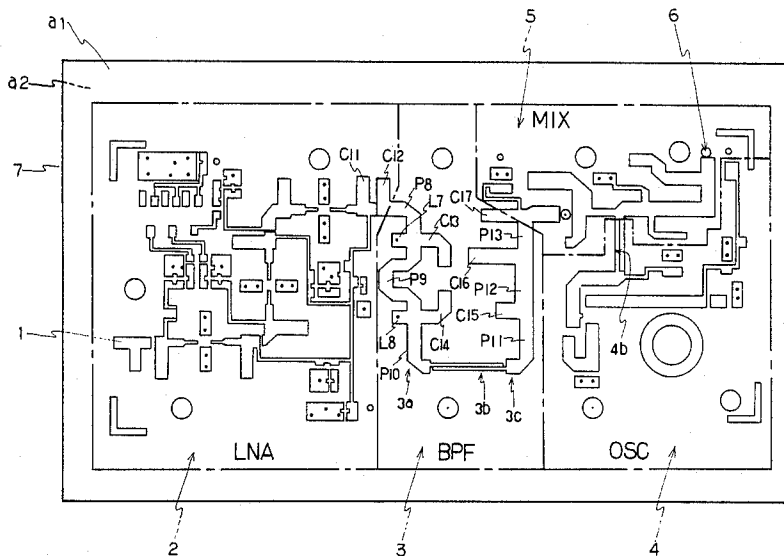 a1
5
6
a2
MIX
7
C11
C12
P8
L7
C17
C13
P13
P9
C16
P12
1
L8
C15
4b
C14
P11
P10
3a
3b
3c
LNA
BPF
OSC
2
3
4